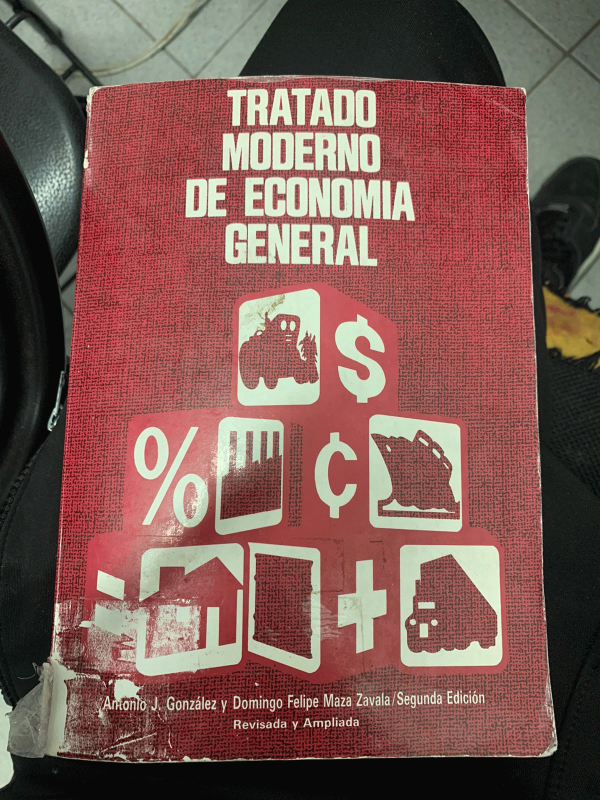 TRATADO
MODERNO
DE ECONOMIA
GENERAL
$
% ¢
÷ +
Antonio J. González y Domingo Felipe Maza Zavala/Segunda Edición
Revisada y Ampliada